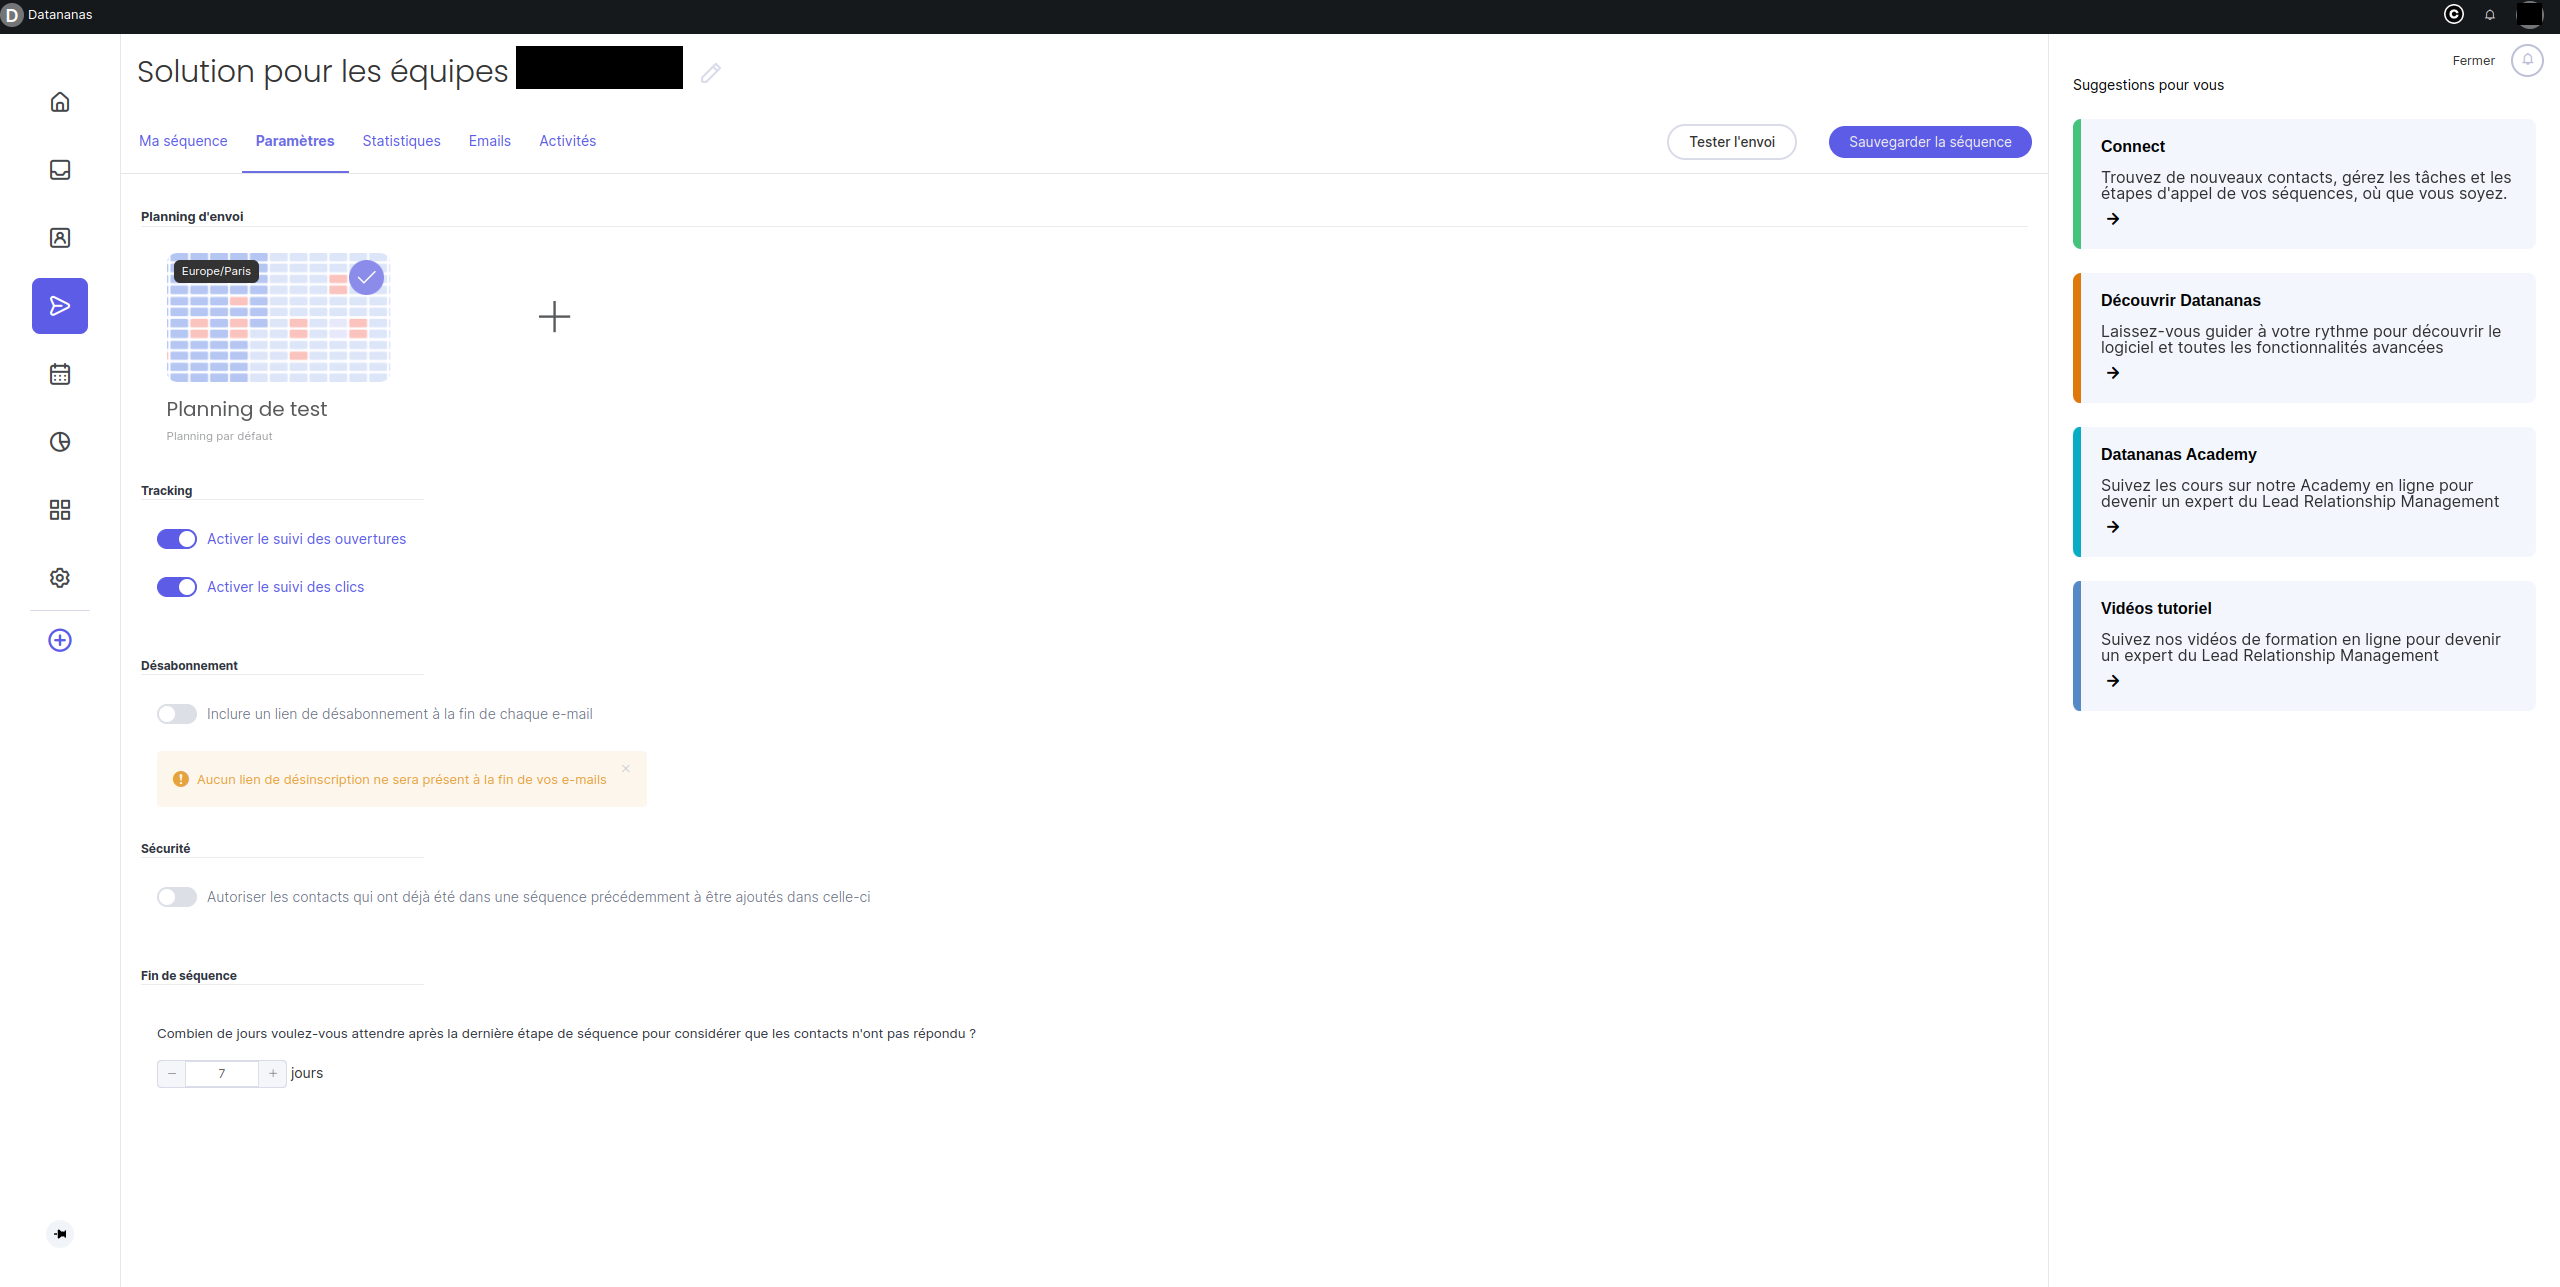 D Datananas
Solution pour les équipes
Ma séquence
Paramètres
Statistiques
Emails
Activités
Tester l'envoi
Sauvegarder la séquence
Planning d'envoi
Europe/Paris
Planning de test
Planning par défaut
Tracking
Activer le suivi des ouvertures
Activer le suivi des clics
Désabonnement
Inclure un lien de désabonnement à la fin de chaque e-mail
Aucun lien de désinscription ne sera présent à la fin de vos e-mails
Sécurité
Autoriser les contacts qui ont déjà été dans une séquence précédemment à être ajoutés dans celle-ci
Fin de séquence
Combien de jours voulez-vous attendre après la dernière étape de séquence pour considérer que les contacts n'ont pas répondu ?
− 7 + jours
Fermer
Suggestions pour vous
Connect
Trouvez de nouveaux contacts, gérez les tâches et les
étapes d'appel de vos séquences, où que vous soyez.
Découvrir Datananas
Laissez-vous guider à votre rythme pour découvrir le
logiciel et toutes les fonctionnalités avancées
Datananas Academy
Suivez les cours sur notre Academy en ligne pour
devenir un expert du Lead Relationship Management
Vidéos tutoriel
Suivez nos vidéos de formation en ligne pour devenir
un expert du Lead Relationship Management